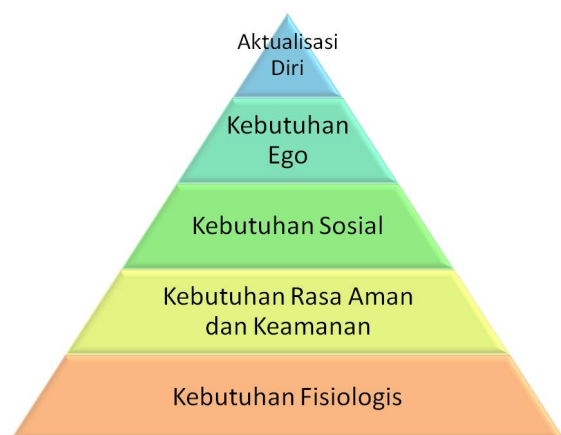 Aktualisasi
Diri
Kebutuhan
Ego
Kebutuhan Sosial
Kebutuhan Rasa Aman
dan Keamanan
Kebutuhan Fisiologis